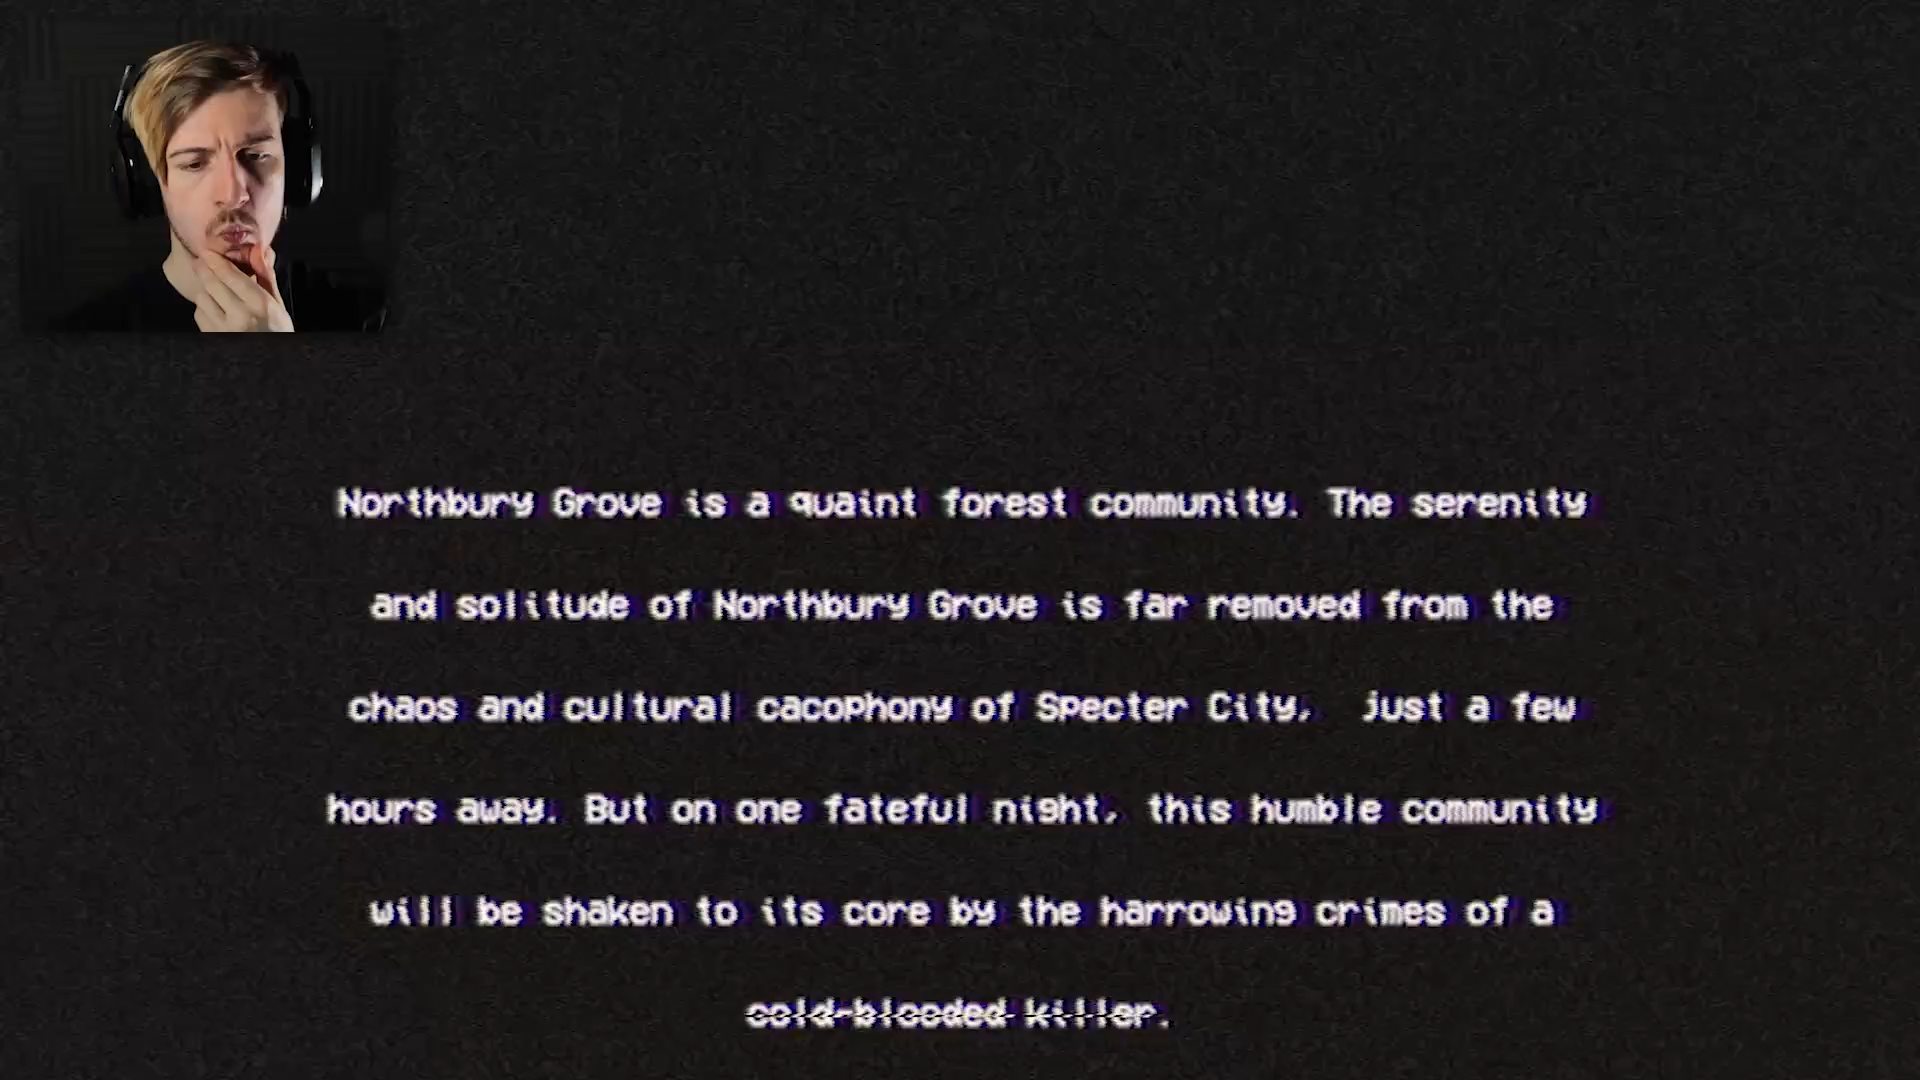 Northbury Grove is a quaint forest community. The serenity
and solitude of Northbury Grove is far removed from the
chaos and cultural cacophony of Specter City, just a few
hours away. But on one fateful night, this humble community
will be shaken to its core by the harrowing crimes of a
cold-blooded killer.